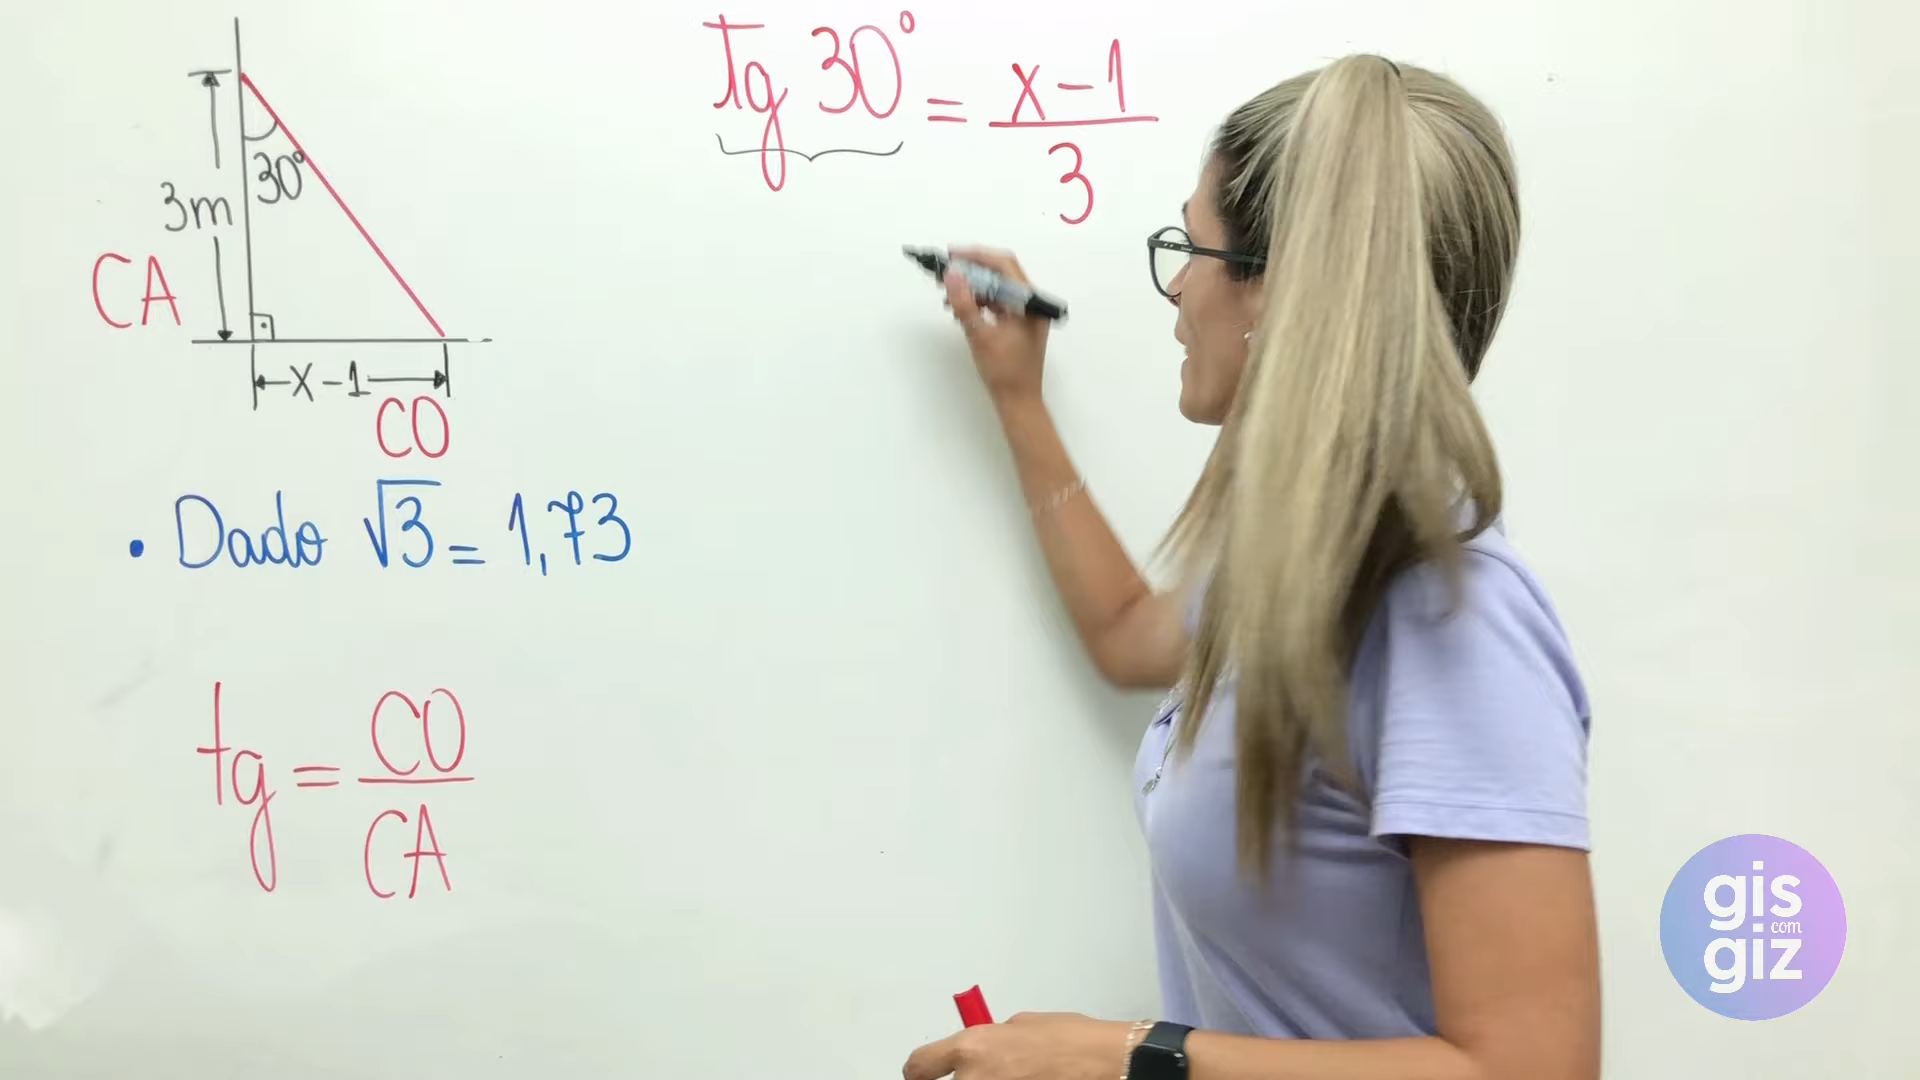 tg 30° = x-1
3
30°
3m
CA
x-1
CO
• Dado √3 = 1,73
tg = CO
CA
gis
com
giz